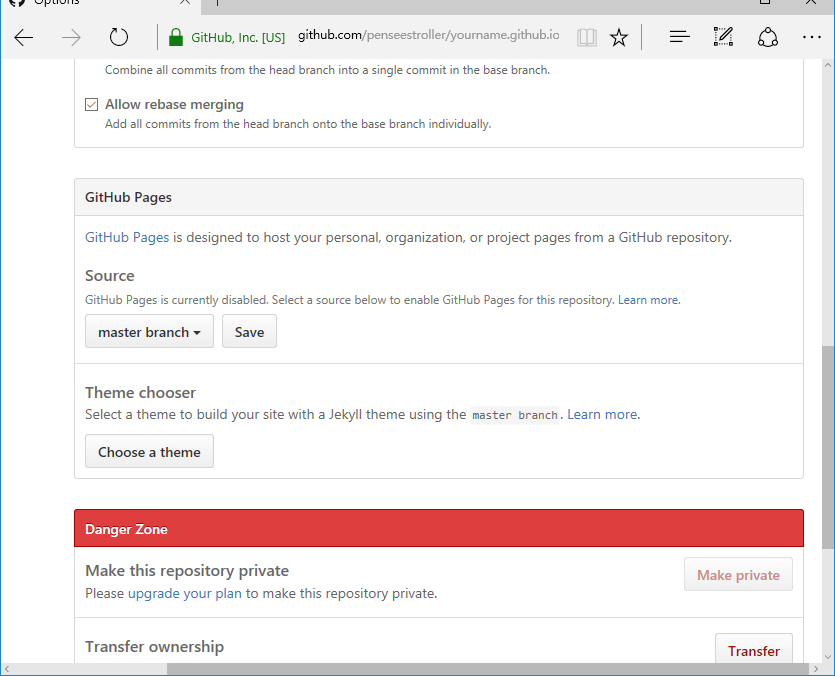 Options
GitHub, Inc. [US] github.com/penseestroller/yourname.github.io
Combine all commits from the head branch into a single commit in the base branch.
Allow rebase merging
Add all commits from the head branch onto the base branch individually.
GitHub Pages
GitHub Pages is designed to host your personal, organization, or project pages from a GitHub repository.
Source
GitHub Pages is currently disabled. Select a source below to enable GitHub Pages for this repository. Learn more.
master branch Save
Theme chooser
Select a theme to build your site with a Jekyll theme using the master branch. Learn more.
Choose a theme
Danger Zone
Make this repository private
Make private
Please upgrade your plan to make this repository private.
Transfer ownership
Transfer